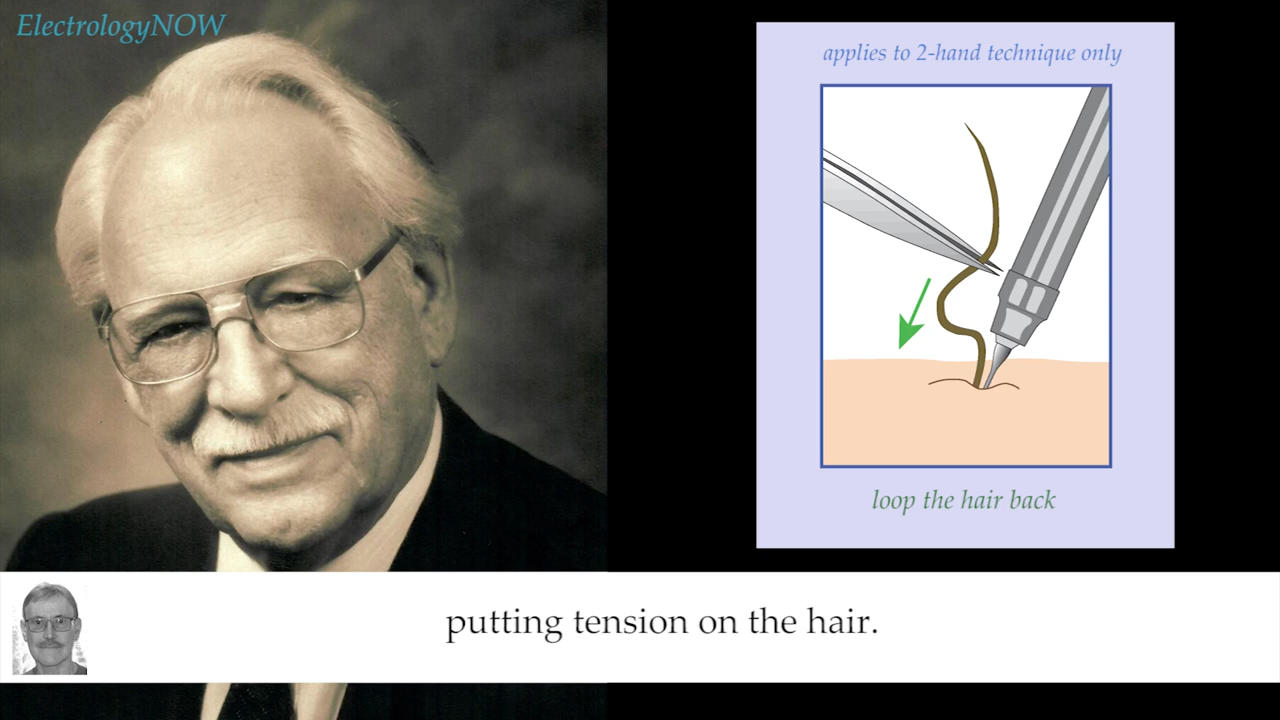 ElectrologyNOW
applies to 2-hand technique only
loop the hair back
putting tension on the hair.